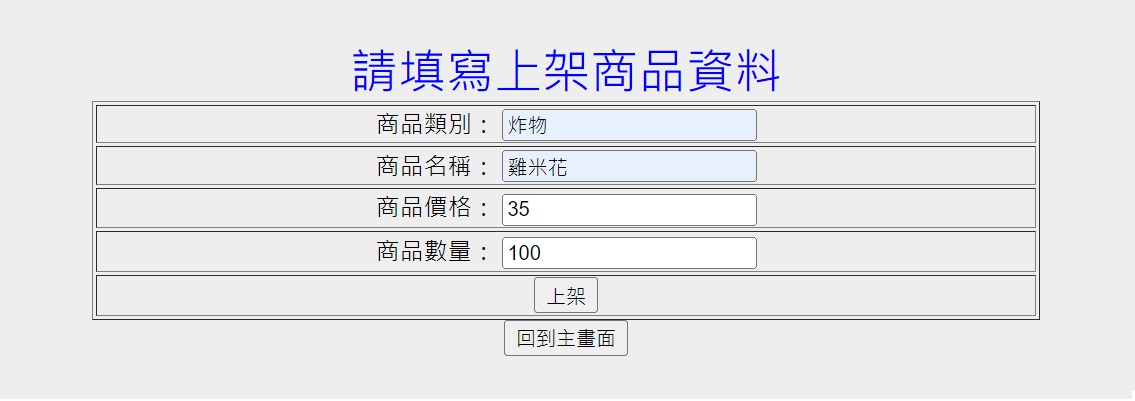 請填寫上架商品資料
商品類別： 炸物
商品名稱： 雞米花
商品價格： 35
商品數量： 100
上架
回到主畫面